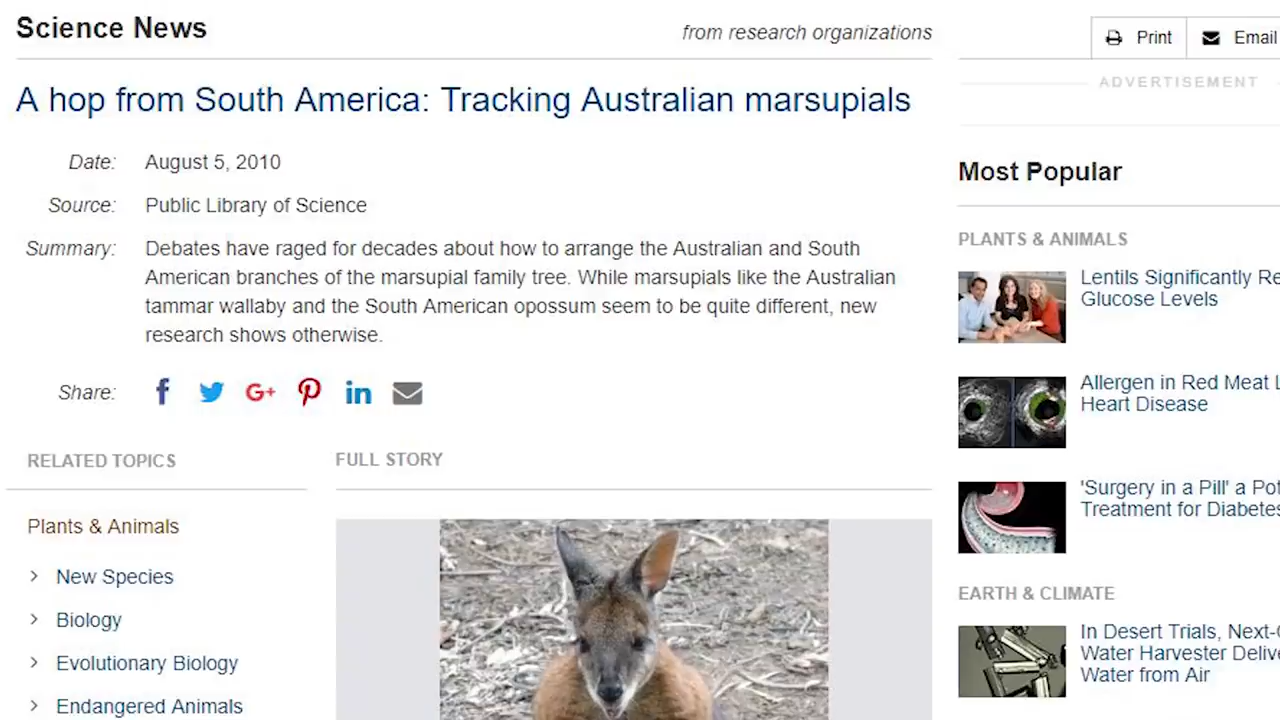 Science News
from research organizations
A hop from South America: Tracking Australian marsupials
Date: August 5, 2010
Source: Public Library of Science
Summary: Debates have raged for decades about how to arrange the Australian and South
American branches of the marsupial family tree. While marsupials like the Australian
tammar wallaby and the South American opossum seem to be quite different, new
research shows otherwise.
Share: f G+ in
RELATED TOPICS
Plants & Animals
> New Species
> Biology
> Evolutionary Biology
> Endangered Animals
FULL STORY
Print
Email
ADVERTISEMENT
Most Popular
PLANTS & ANIMALS
Lentils Significantly Re
Glucose Levels
Allergen in Red Meat L
Heart Disease
'Surgery in a Pill' a Pot
Treatment for Diabetes
EARTH & CLIMATE
In Desert Trials, Next-G
Water Harvester Delive
Water from Air